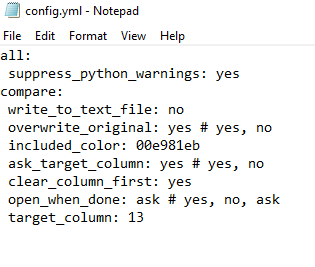 config.yml - Notepad
File Edit Format View Help
all:
 suppress_python_warnings: yes
compare:
 write_to_text_file: no
 overwrite_original: yes # yes, no
 included_color: 00e981eb
 ask_target_column: yes # yes, no
 clear_column_first: yes
 open_when_done: ask # yes, no, ask
 target_column: 13